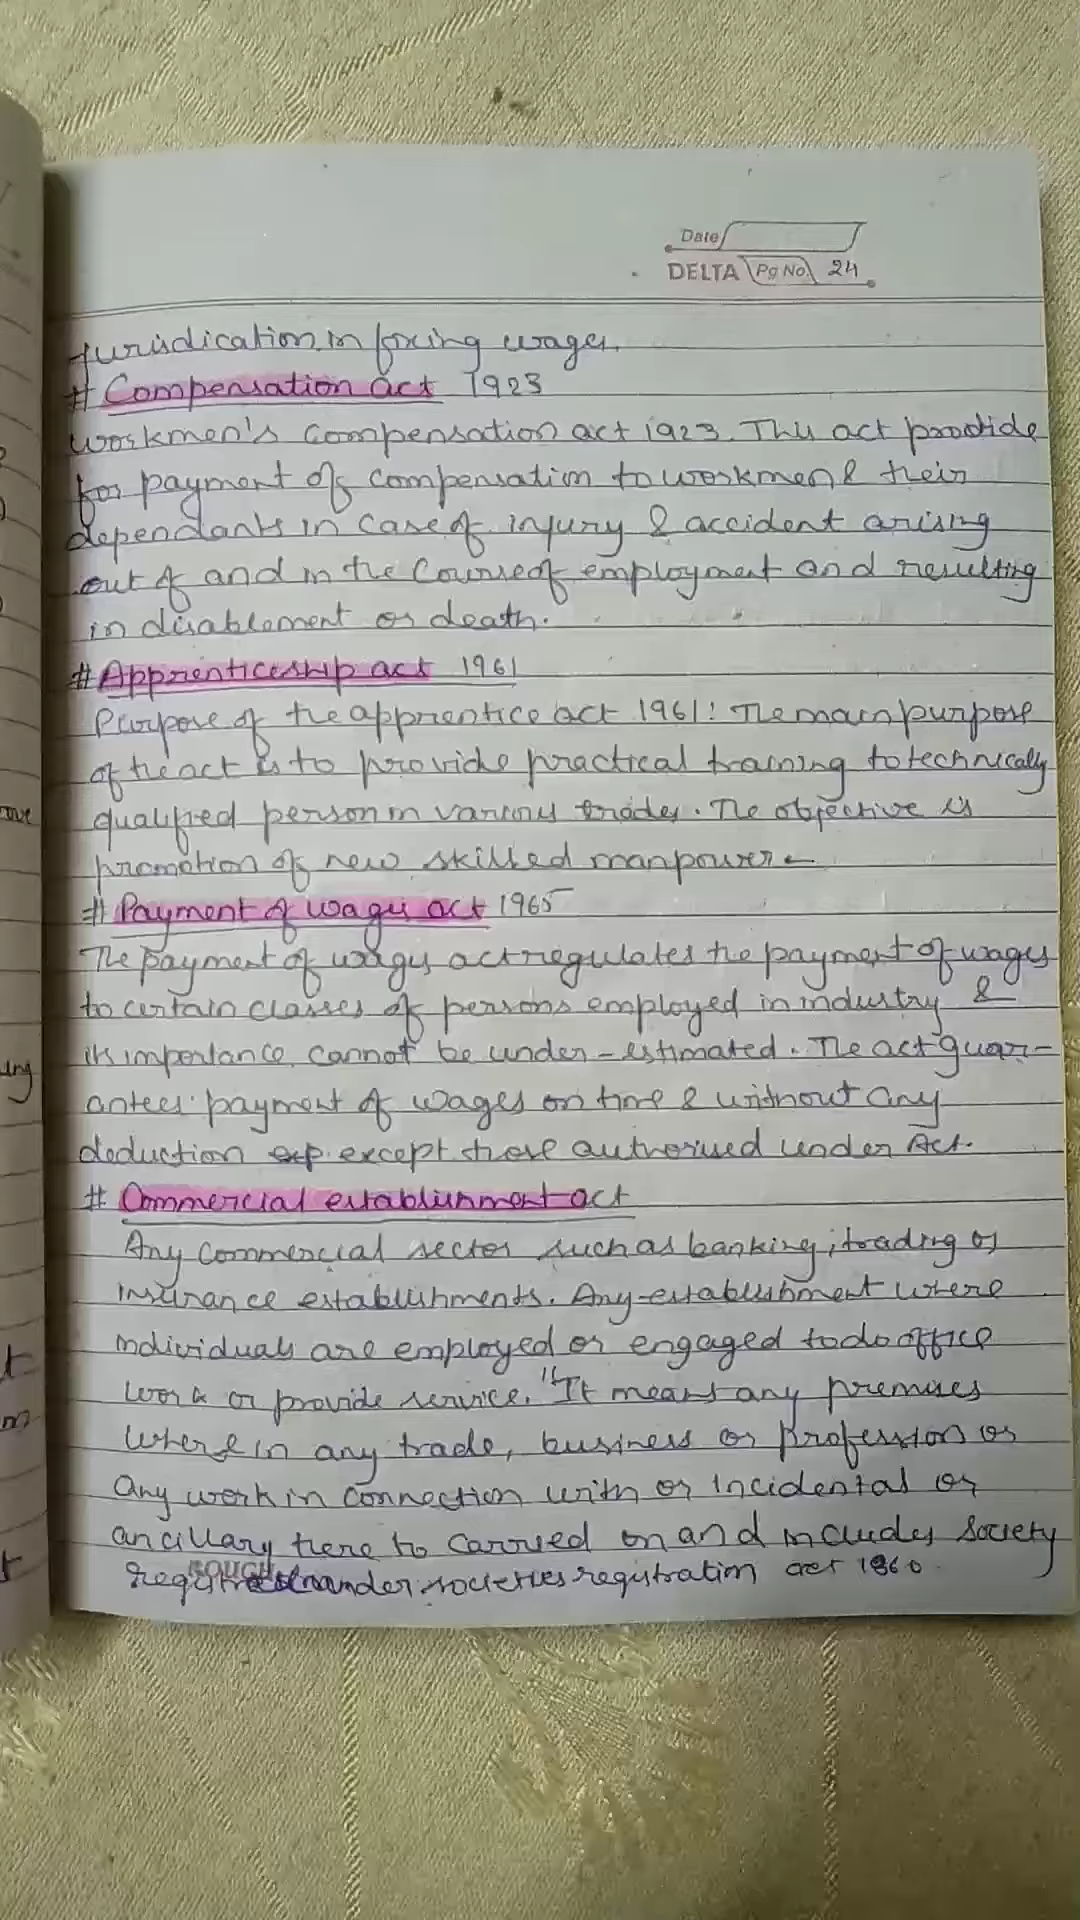 Date
DELTA Pg No. 24
Jurisdication in fixing wages.
# Compensation act 1923
Workmen's compensation act 1923. This act provide
for payment of compensation to workmen & their
dependants in case of injury & accident arising
out of and in the Course of employment and resulting
in disablement or death.
# Apprenticeship act 1961
Purpose of the apprentice act 1961: The main purpose
of the act is to provide practical training to technically
qualified person in various trades. The objective is
promotion of new skilled manpower
# Payment of wages act 1965
The payment of wages act regulates the payment of wages
to certain classes of persons employed in industry &
its importance cannot be under-estimated. The act guar-
antees payment of wages on time & without any
deduction except those authorised under Act.
# Commercial establishment act
Any commercial sector such as banking, trading or
insurance establishments. Any establishment where
individuals are employed or engaged to do office
work or provide service. "It means any premises
where in any trade, business or profession or
any work in connection with or incidental or
ancillary there to carried on and includes society
under societies registration act 1860.